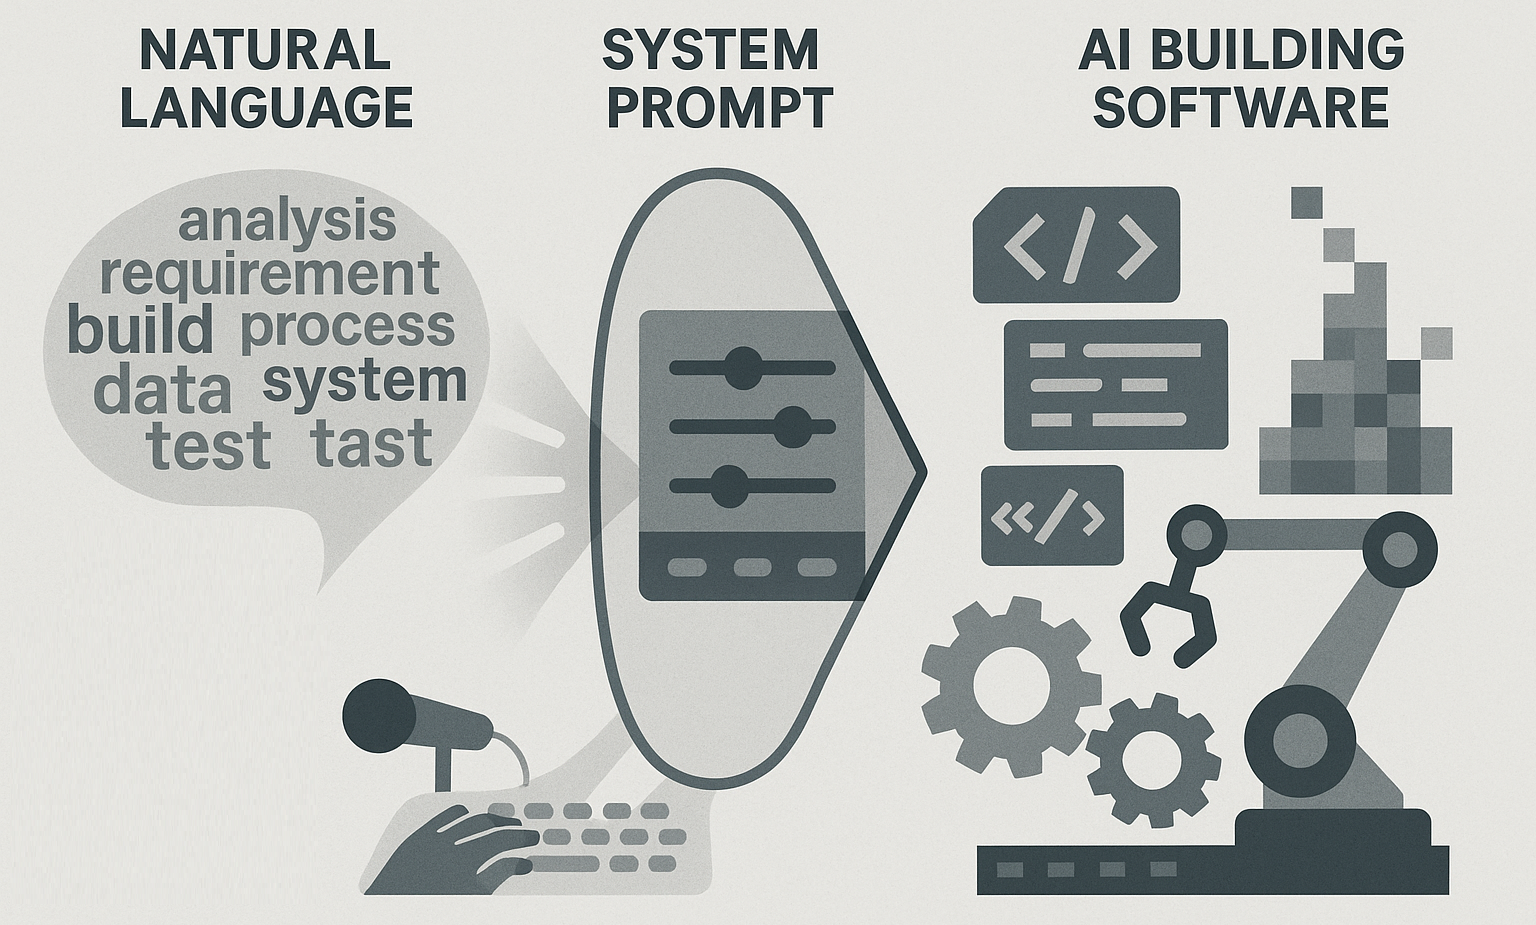 NATURAL
LANGUAGE
SYSTEM
PROMPT
AI BUILDING
SOFTWARE
analysis
requirement
build process
data system
test tast